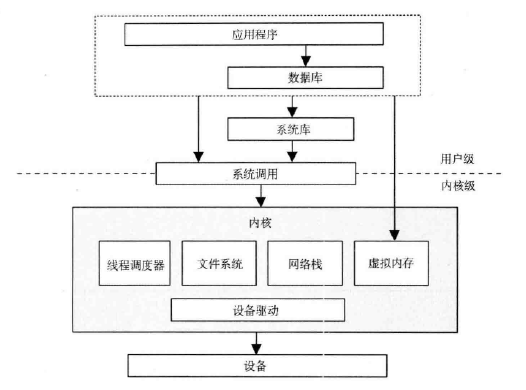 应用程序
数据库
系统库
用户级
系统调用
内核级
内核
线程调度器
文件系统
网络栈
虚拟内存
设备驱动
设备